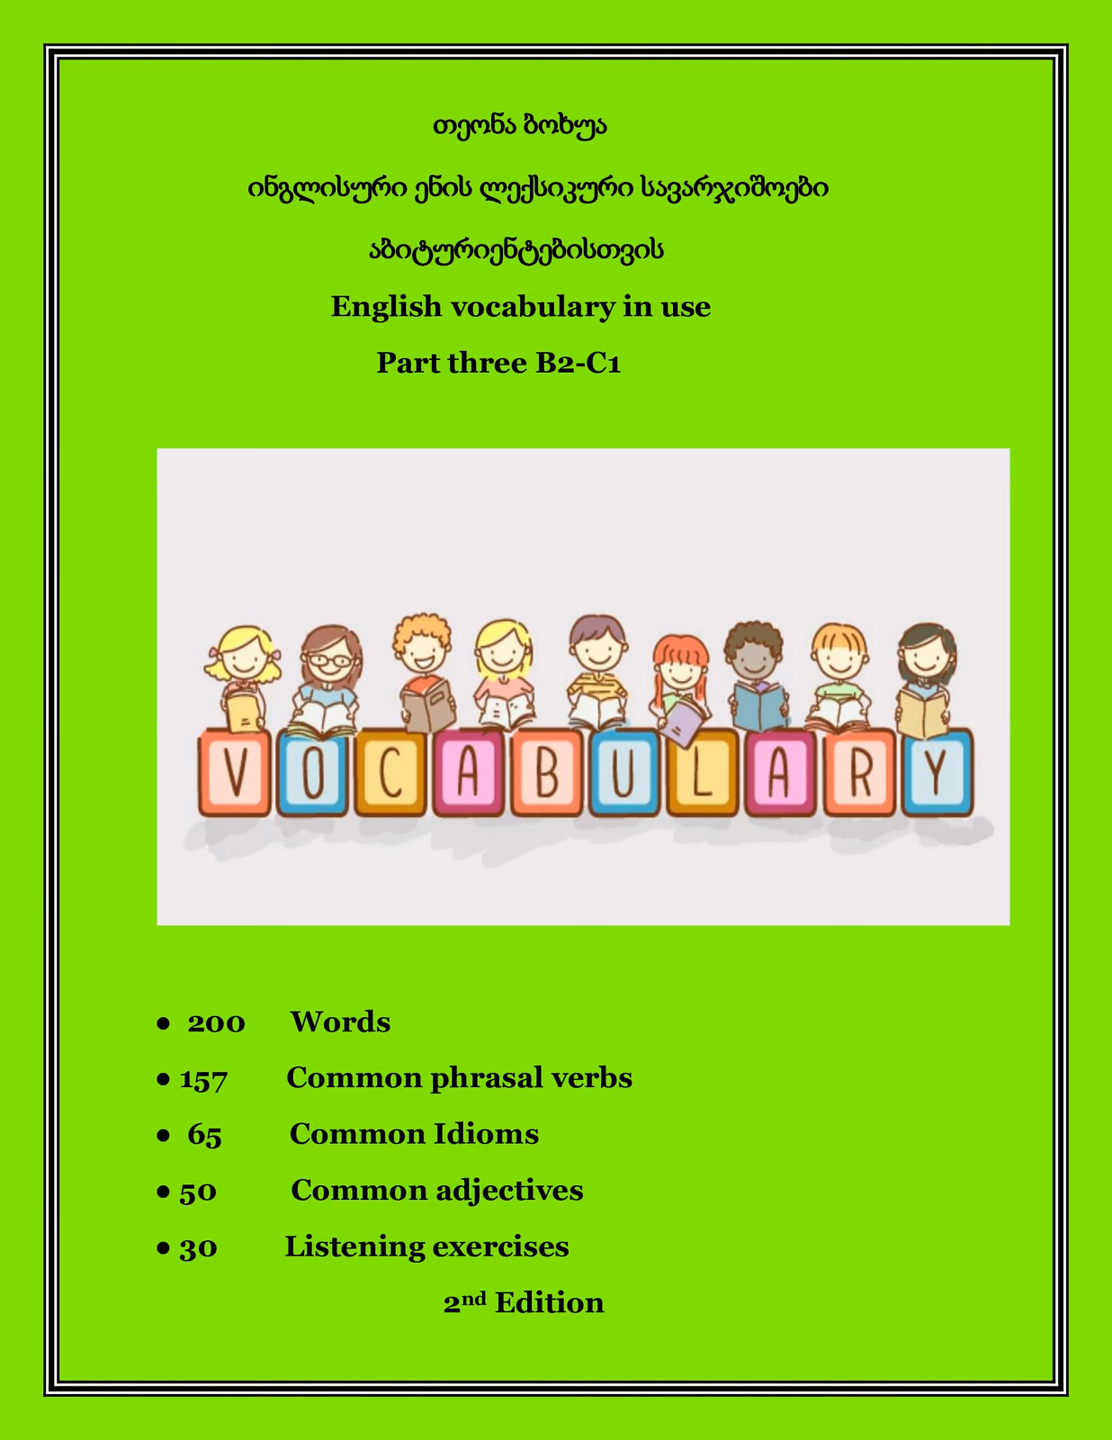 თეონა ბოხუა
ინგლისური ენის ლექსიკური სავარჯიშოები
აბიტურიენტებისთვის
English vocabulary in use
Part three B2-C1
VOCABULARY
• 200 Words
• 157 Common phrasal verbs
• 65 Common Idioms
• 50 Common adjectives
• 30 Listening exercises
2nd Edition